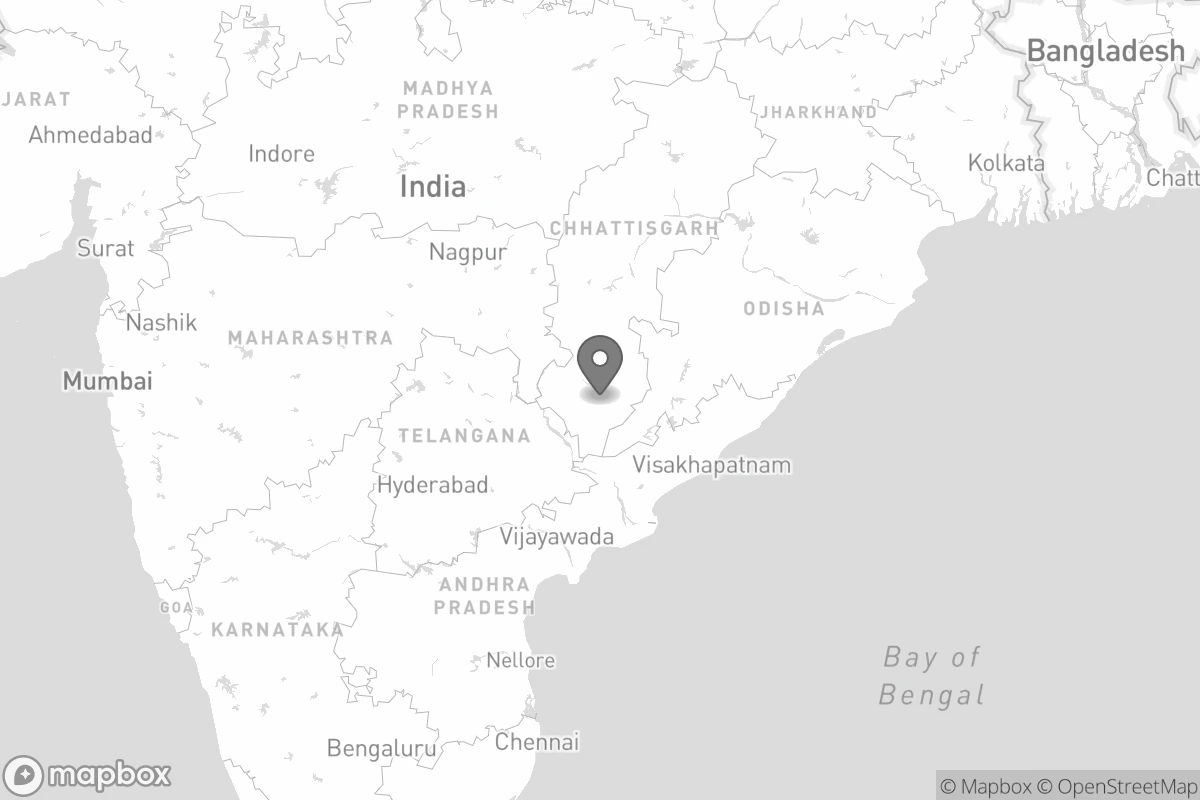 Bangladesh
MADHYA
PRADESH
JARAT
JHARKHAND
Ahmedabad
Indore
Kolkata
Chatt
India
CHHATTISGARH
Surat
Nagpur
ODISHA
Nashik
MAHARASHTRA
Mumbai
TELANGANA
Visakhapatnam
Hyderabad
Vijayawada
ANDHRA
PRADESH
GOA
KARNATAKA
Bay of
Bengal
Nellore
Bengaluru
Chennai
mapbox
© Mapbox © OpenStreetMap